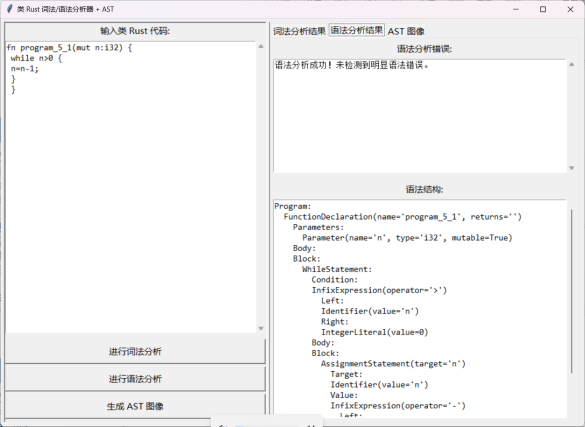 类 Rust 词法/语法分析器 + AST
输入类 Rust 代码:
fn program_5_1(mut n:i32) {
while n>0 {
n=n-1;
}
}
进行词法分析
进行语法分析
生成 AST 图像
词法分析结果 语法分析结果 AST 图像
语法分析错误:
语法分析成功! 未检测到明显语法错误。
语法结构:
Program:
FunctionDeclaration(name='program_5_1', returns='')
Parameters:
Parameter(name='n', type='i32', mutable=True)
Body:
Block:
WhileStatement:
Condition:
InfixExpression(operator='>')
Left:
Identifier(value='n')
Right:
IntegerLiteral(value=0)
Body:
Block:
AssignmentStatement(target='n')
Target:
Identifier(value='n')
Value:
InfixExpression(operator='-')
Left: